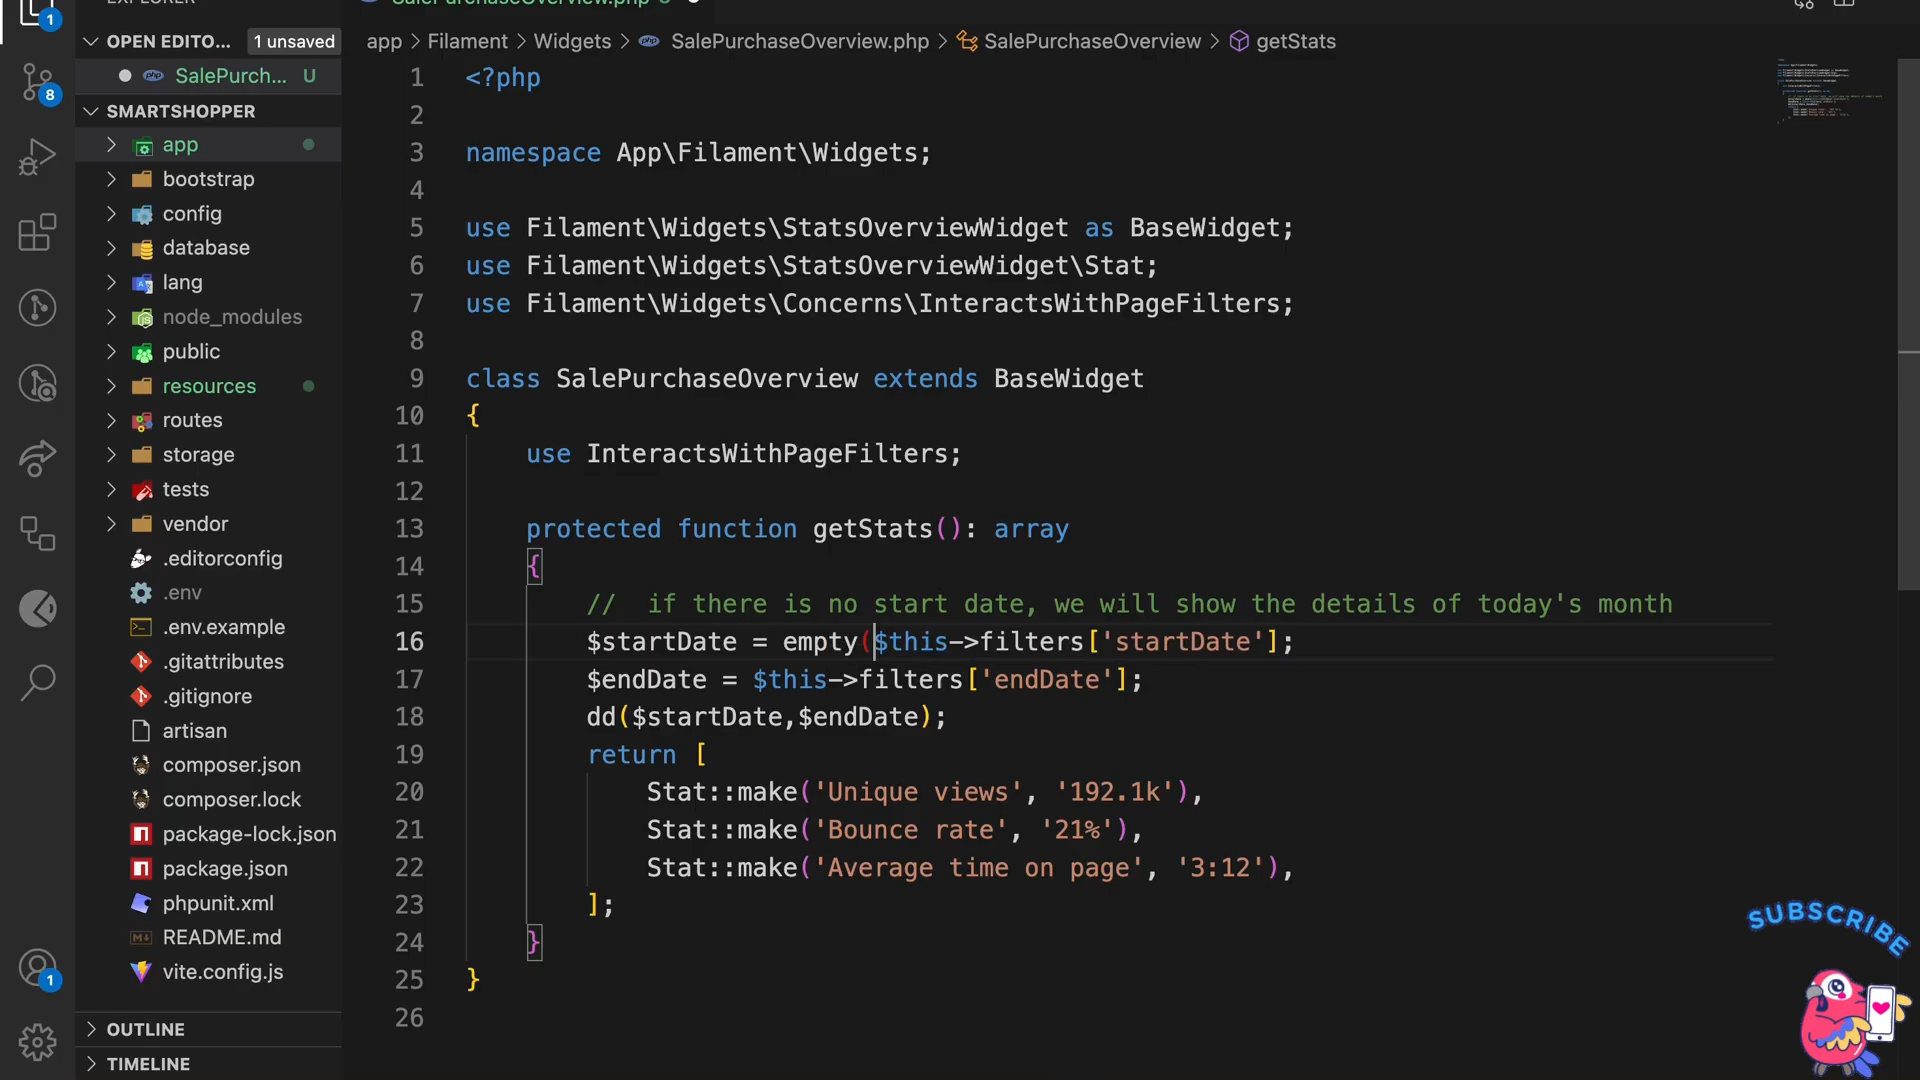 EXPLORER
SalePurchaseOverview.php
1
OPEN EDITO...
1 unsaved
SalePurch...
U
8
SMARTSHOPPER
app
bootstrap
config
database
lang
node_modules
public
resources
routes
storage
tests
vendor
.editorconfig
.env
.env.example
.gitattributes
.gitignore
artisan
composer.json
composer.lock
package-lock.json
package.json
phpunit.xml
README.md
vite.config.js
1
OUTLINE
TIMELINE
app > Filament > Widgets > SalePurchaseOverview.php > SalePurchaseOverview > getStats
1 <?php
2
3 namespace App\Filament\Widgets;
4
5 use Filament\Widgets\StatsOverviewWidget as BaseWidget;
6 use Filament\Widgets\StatsOverviewWidget\Stat;
7 use Filament\Widgets\Concerns\InteractsWithPageFilters;
8
9 class SalePurchaseOverview extends BaseWidget
10 {
11 use InteractsWithPageFilters;
12
13 protected function getStats(): array
14 {
15 //  if there is no start date, we will show the details of today's month
16 $startDate = empty($this->filters['startDate'];
17 $endDate = $this->filters['endDate'];
18 dd($startDate,$endDate);
19 return [
20 Stat::make('Unique views', '192.1k'),
21 Stat::make('Bounce rate', '21%'),
22 Stat::make('Average time on page', '3:12'),
23 ];
24 }
25 }
26
SUBSCRIBE